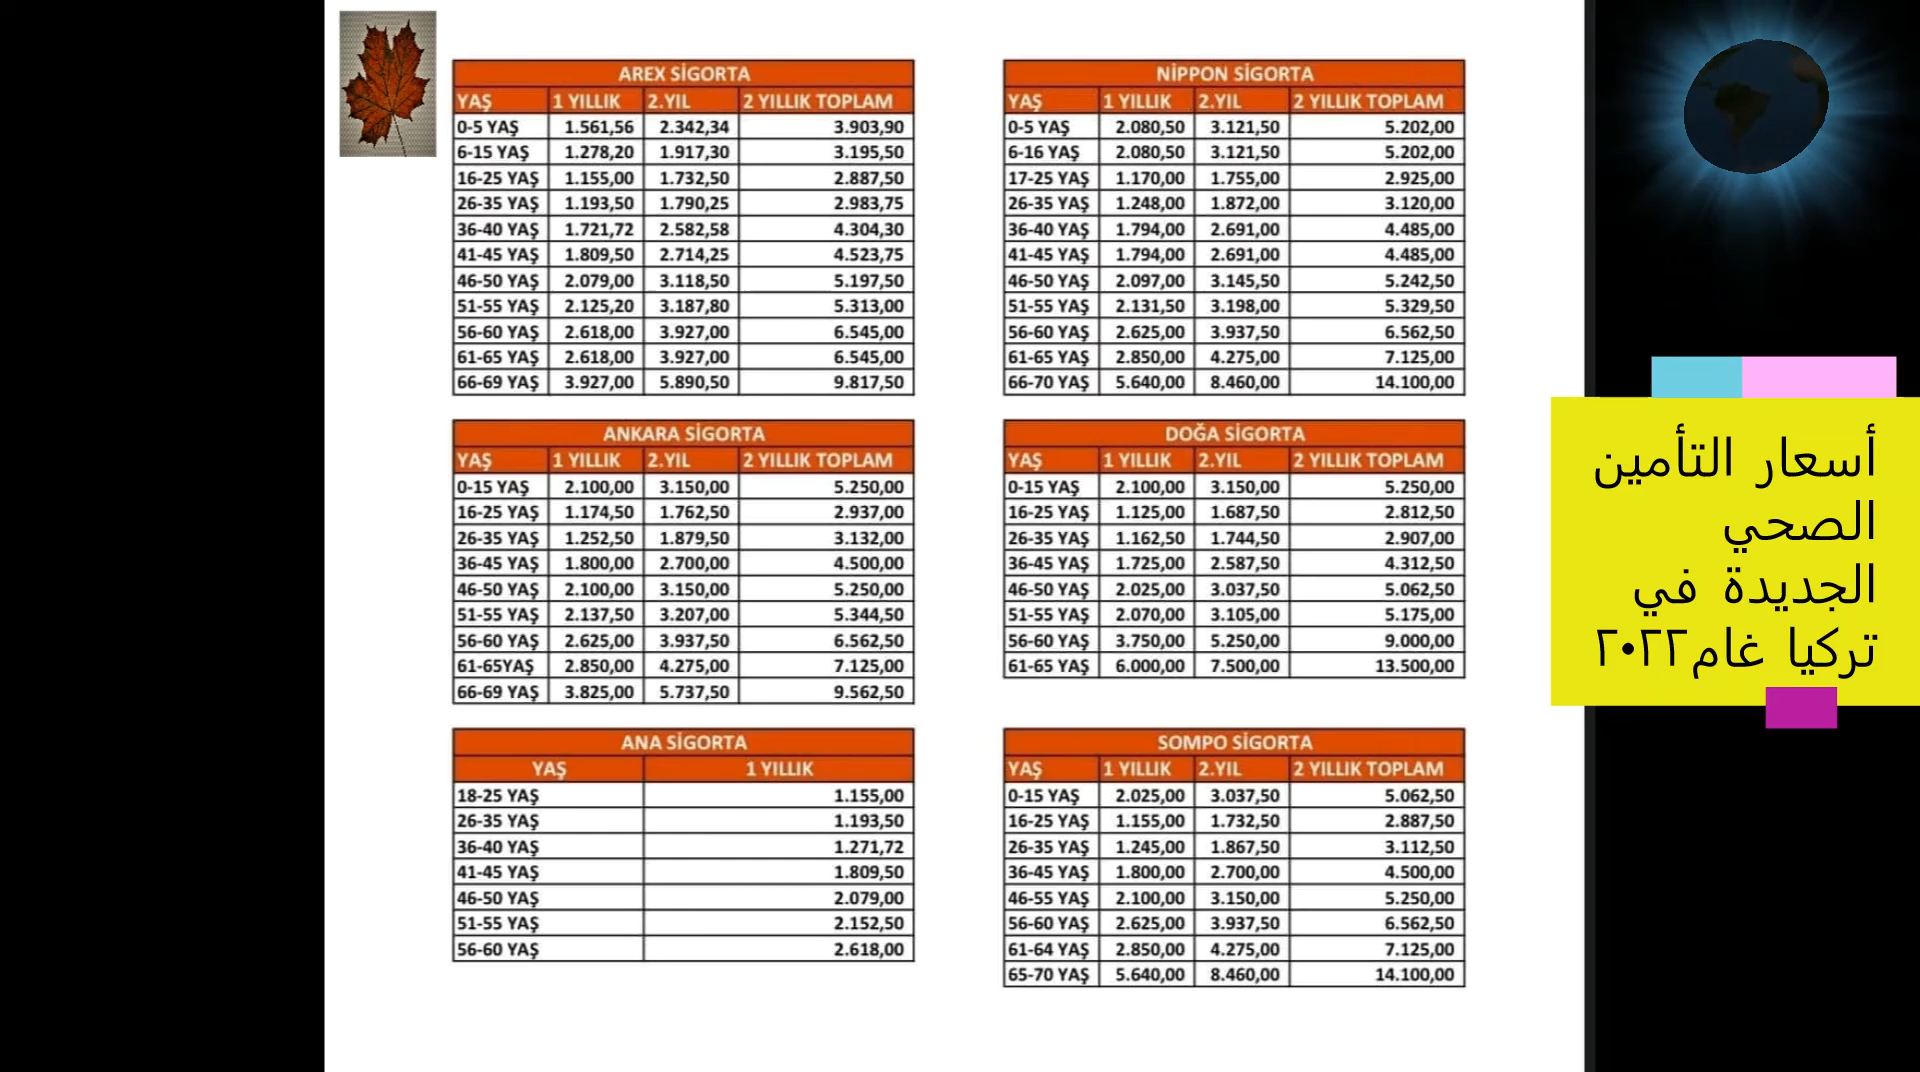 AREX SİGORTA
YAŞ 1 YILLIK 2.YIL 2 YILLIK TOPLAM
0-5 YAŞ 1.561,56 2.342,34 3.903,90
6-15 YAŞ 1.278,20 1.917,30 3.195,50
16-25 YAŞ 1.155,00 1.732,50 2.887,50
26-35 YAŞ 1.193,50 1.790,25 2.983,75
36-40 YAŞ 1.721,72 2.582,58 4.304,30
41-45 YAŞ 1.809,50 2.714,25 4.523,75
46-50 YAŞ 2.079,00 3.118,50 5.197,50
51-55 YAŞ 2.125,20 3.187,80 5.313,00
56-60 YAŞ 2.618,00 3.927,00 6.545,00
61-65 YAŞ 2.618,00 3.927,00 6.545,00
66-69 YAŞ 3.927,00 5.890,50 9.817,50
NİPPON SİGORTA
YAŞ 1 YILLIK 2.YIL 2 YILLIK TOPLAM
0-5 YAŞ 2.080,50 3.121,50 5.202,00
6-16 YAŞ 2.080,50 3.121,50 5.202,00
17-25 YAŞ 1.170,00 1.755,00 2.925,00
26-35 YAŞ 1.248,00 1.872,00 3.120,00
36-40 YAŞ 1.794,00 2.691,00 4.485,00
41-45 YAŞ 1.794,00 2.691,00 4.485,00
46-50 YAŞ 2.097,00 3.145,50 5.242,50
51-55 YAŞ 2.131,50 3.198,00 5.329,50
56-60 YAŞ 2.625,00 3.937,50 6.562,50
61-65 YAŞ 2.850,00 4.275,00 7.125,00
66-70 YAŞ 5.640,00 8.460,00 14.100,00
ANKARA SİGORTA
YAŞ 1 YILLIK 2.YIL 2 YILLIK TOPLAM
0-15 YAŞ 2.100,00 3.150,00 5.250,00
16-25 YAŞ 1.174,50 1.762,50 2.937,00
26-35 YAŞ 1.252,50 1.879,50 3.132,00
36-45 YAŞ 1.800,00 2.700,00 4.500,00
46-50 YAŞ 2.100,00 3.150,00 5.250,00
51-55 YAŞ 2.137,50 3.207,00 5.344,50
56-60 YAŞ 2.625,00 3.937,50 6.562,50
61-65YAŞ 2.850,00 4.275,00 7.125,00
66-69 YAŞ 3.825,00 5.737,50 9.562,50
DOĞA SİGORTA
YAŞ 1 YILLIK 2.YIL 2 YILLIK TOPLAM
0-15 YAŞ 2.100,00 3.150,00 5.250,00
16-25 YAŞ 1.125,00 1.687,50 2.812,50
26-35 YAŞ 1.162,50 1.744,50 2.907,00
36-45 YAŞ 1.725,00 2.587,50 4.312,50
46-50 YAŞ 2.025,00 3.037,50 5.062,50
51-55 YAŞ 2.070,00 3.105,00 5.175,00
56-60 YAŞ 3.750,00 5.250,00 9.000,00
61-65 YAŞ 6.000,00 7.500,00 13.500,00
ANA SİGORTA
YAŞ 1 YILLIK
18-25 YAŞ 1.155,00
26-35 YAŞ 1.193,50
36-40 YAŞ 1.271,72
41-45 YAŞ 1.809,50
46-50 YAŞ 2.079,00
51-55 YAŞ 2.152,50
56-60 YAŞ 2.618,00
SOMPO SİGORTA
YAŞ 1 YILLIK 2.YIL 2 YILLIK TOPLAM
0-15 YAŞ 2.025,00 3.037,50 5.062,50
16-25 YAŞ 1.155,00 1.732,50 2.887,50
26-35 YAŞ 1.245,00 1.867,50 3.112,50
36-45 YAŞ 1.800,00 2.700,00 4.500,00
46-55 YAŞ 2.100,00 3.150,00 5.250,00
56-60 YAŞ 2.625,00 3.937,50 6.562,50
61-64 YAŞ 2.850,00 4.275,00 7.125,00
65-70 YAŞ 5.640,00 8.460,00 14.100,00
أسعار التأمين
الصحي
الجديدة في
تركيا غام٢٠٢٢